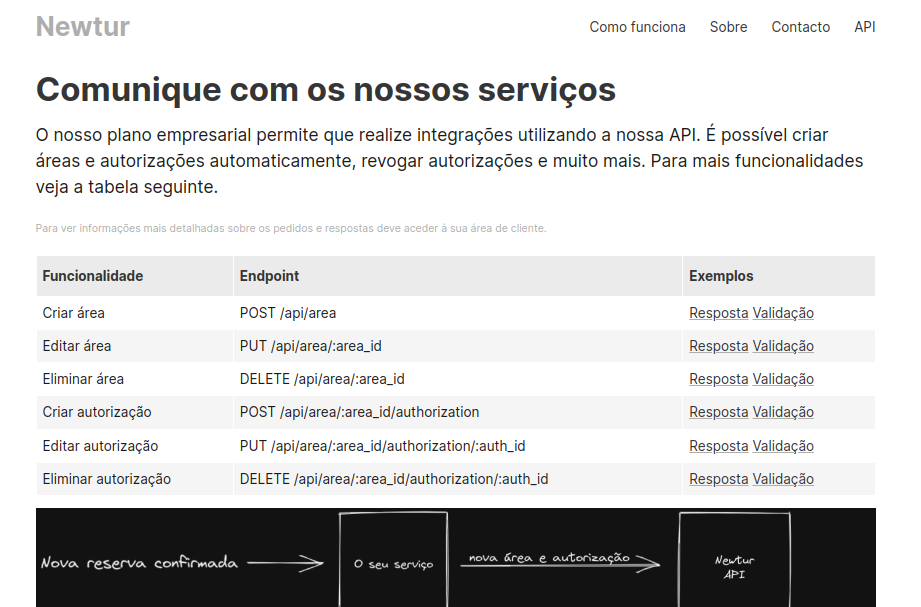 Newtur
Como funciona Sobre Contacto API
Comunique com os nossos serviços
O nosso plano empresarial permite que realize integrações utilizando a nossa API. É possível criar
áreas e autorizações automaticamente, revogar autorizações e muito mais. Para mais funcionalidades
veja a tabela seguinte.
Para ver informações mais detalhadas sobre os pedidos e respostas deve aceder à sua área de cliente.
Funcionalidade Endpoint Exemplos
Criar área POST /api/area Resposta Validação
Editar área PUT /api/area/:area_id Resposta Validação
Eliminar área DELETE /api/area/:area_id Resposta Validação
Criar autorização POST /api/area/:area_id/authorization Resposta Validação
Editar autorização PUT /api/area/:area_id/authorization/:auth_id Resposta Validação
Eliminar autorização DELETE /api/area/:area_id/authorization/:auth_id Resposta Validação
Nova reserva confirmada
O seu serviço
nova área e autorização
Newtur
API